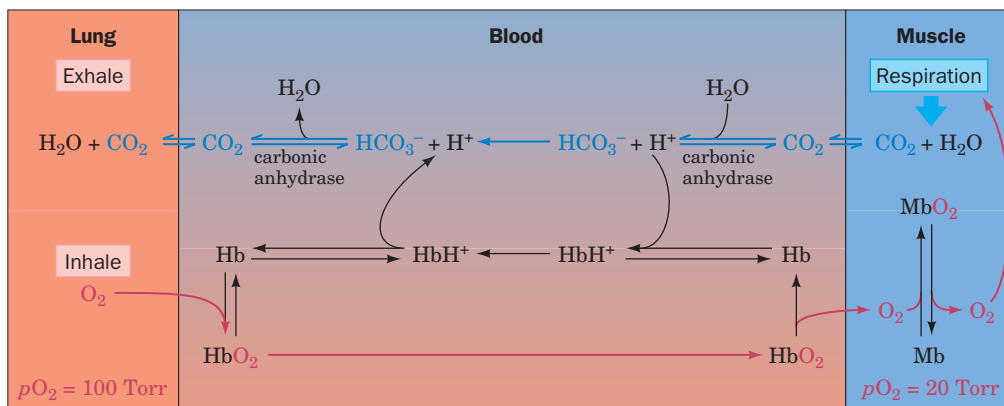 Lung
Blood
Muscle
Exhale
H₂O
H₂O
Respiration
H₂O + CO₂
CO₂
HCO₃⁻ + H⁺
HCO₃⁻ + H⁺
CO₂
CO₂ + H₂O
carbonic
anhydrase
carbonic
anhydrase
MbO₂
Inhale
Hb
HbH⁺
HbH⁺
Hb
O₂
O₂
O₂
HbO₂
HbO₂
Mb
pO₂ = 100 Torr
pO₂ = 20 Torr